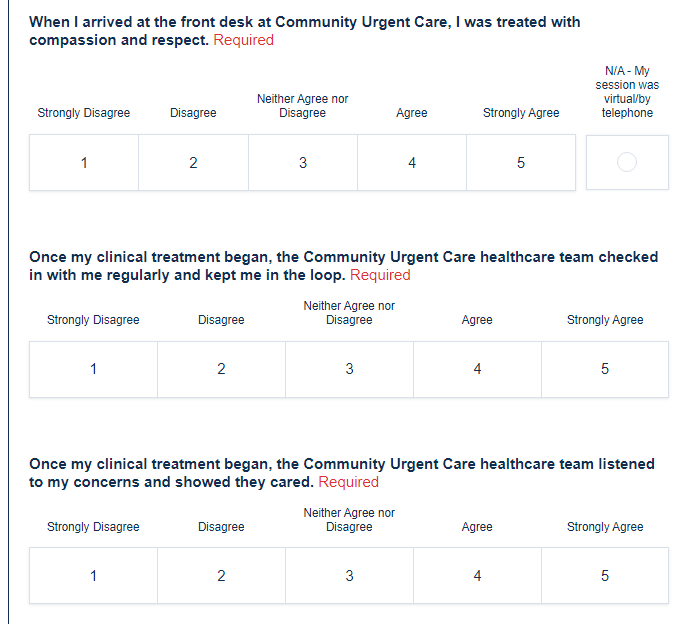 When I arrived at the front desk at Community Urgent Care, I was treated with
compassion and respect. Required
Strongly Disagree Disagree Neither Agree nor Disagree Agree Strongly Agree N/A - My session was virtual/by telephone
1 2 3 4 5
Once my clinical treatment began, the Community Urgent Care healthcare team checked
in with me regularly and kept me in the loop. Required
Strongly Disagree Disagree Neither Agree nor Disagree Agree Strongly Agree
1 2 3 4 5
Once my clinical treatment began, the Community Urgent Care healthcare team listened
to my concerns and showed they cared. Required
Strongly Disagree Disagree Neither Agree nor Disagree Agree Strongly Agree
1 2 3 4 5